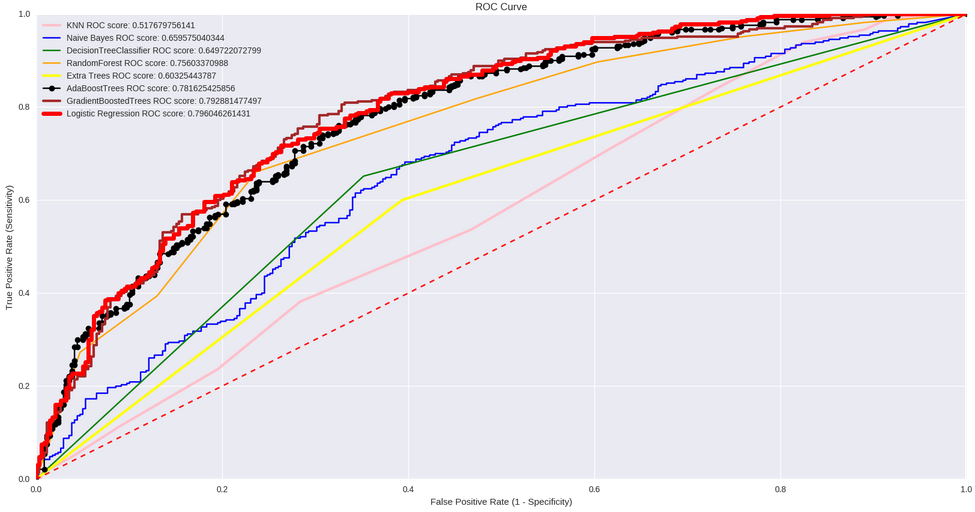 ROC Curve
KNN ROC score: 0.517679756141
Naive Bayes ROC score: 0.659575040344
DecisionTreeClassifier ROC score: 0.649722072799
RandomForest ROC score: 0.75603370988
Extra Trees ROC score: 0.60325443787
AdaBoostTrees ROC score: 0.781625425856
GradientBoostedTrees ROC score: 0.792881477497
Logistic Regression ROC score: 0.796046261431
True Positive Rate (Sensitivity)
1.0
0.8
0.6
0.4
0.2
0.0
0.0 0.2 0.4 0.6 0.8 1.0
False Positive Rate (1 - Specificity)